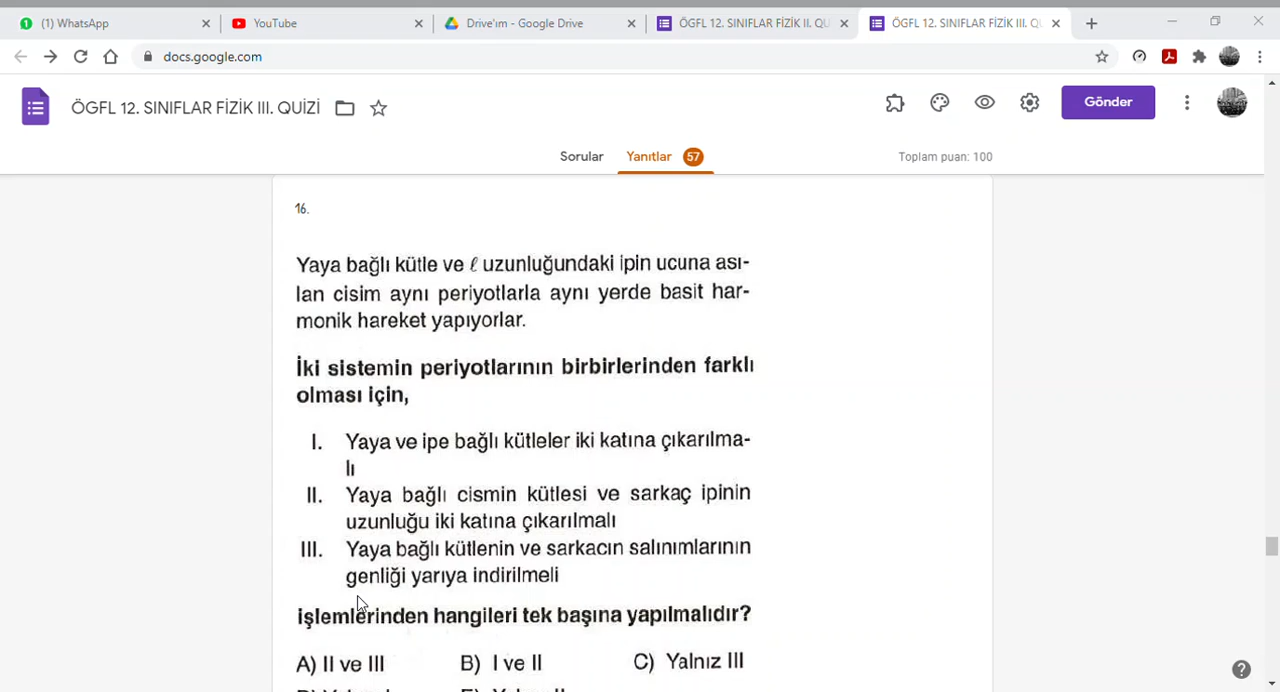 (1) WhatsApp
YouTube
Drive'ım - Google Drive
ÖGFL 12. SINIFLAR FİZİK II. QUI
ÖGFL 12. SINIFLAR FİZİK III. Q
docs.google.com
ÖGFL 12. SINIFLAR FİZİK III. QUİZİ
Gönder
Sorular
Yanıtlar 57
Toplam puan: 100
16.
Yaya bağlı kütle ve ℓ uzunluğundaki ipin ucuna ası-
lan cisim aynı periyotlarla aynı yerde basit har-
monik hareket yapıyorlar.
İki sistemin periyotlarının birbirlerinden farklı
olması için,
I. Yaya ve ipe bağlı kütleler iki katına çıkarılma-
lı
II. Yaya bağlı cismin kütlesi ve sarkaç ipinin
uzunluğu iki katına çıkarılmalı
III. Yaya bağlı kütlenin ve sarkacın salınımlarının
genliği yarıya indirilmeli
işlemlerinden hangileri tek başına yapılmalıdır?
A) II ve III B) I ve II C) Yalnız III